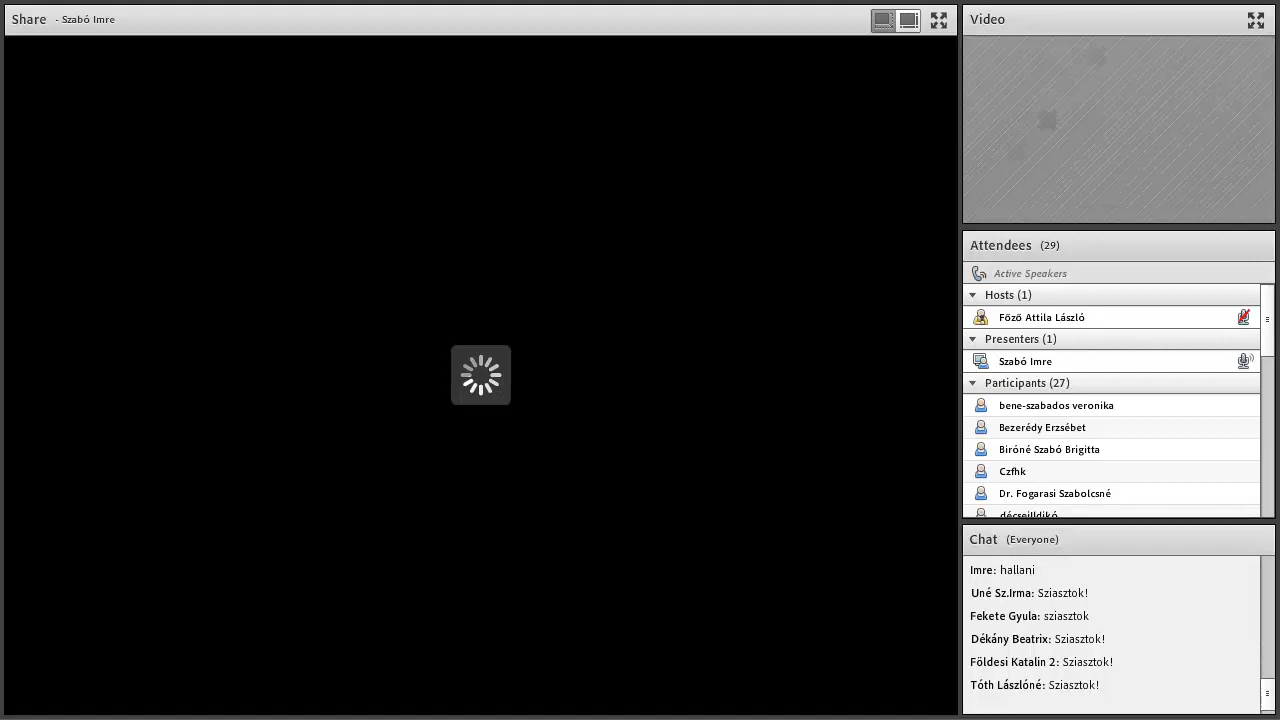 Share - Szabó Imre
Video
Attendees (29)
Active Speakers
Hosts (1)
Főző Attila László
Presenters (1)
Szabó Imre
Participants (27)
bene-szabados veronika
Bezerédy Erzsébet
Biróné Szabó Brigitta
Czfhk
Dr. Fogarasi Szabolcsné
Chat (Everyone)
Imre: hallani
Uné Sz.Irma: Sziasztok!
Fekete Gyula: sziasztok
Dékány Beatrix: Sziasztok!
Földesi Katalin 2: Sziasztok!
Tóth Lászlóné: Sziasztok!